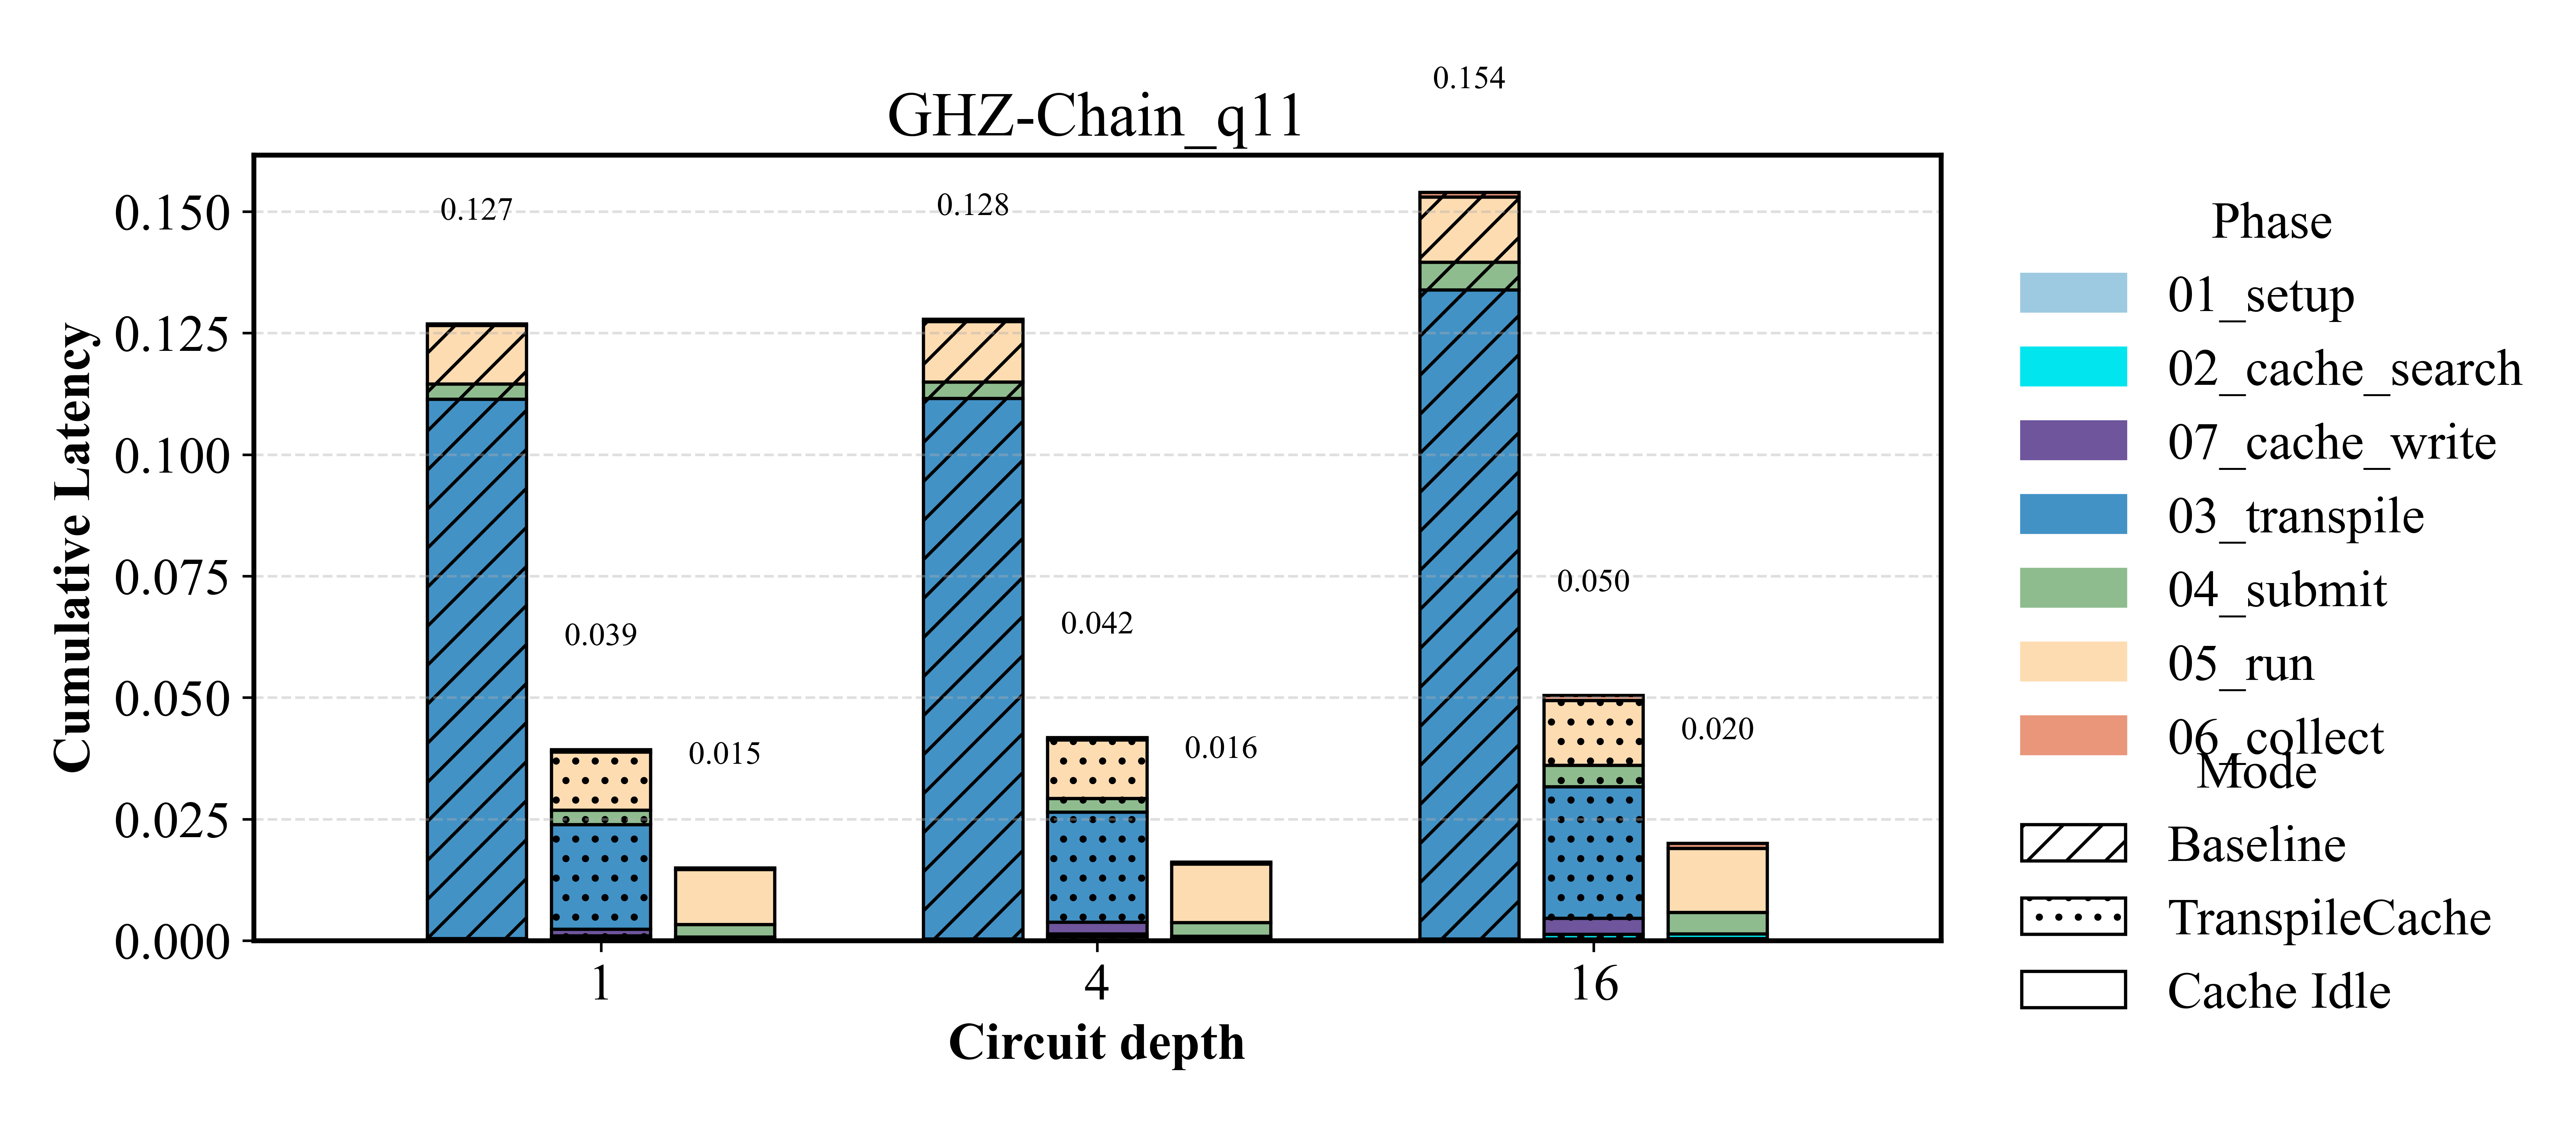 GHZ-Chain_q11
Cumulative Latency
0.150
0.125
0.100
0.075
0.050
0.025
0.000
0.127
0.039
0.015
0.128
0.042
0.016
0.154
0.050
0.020
1
4
16
Circuit depth
Phase
01_setup
02_cache_search
07_cache_write
03_transpile
04_submit
05_run
06_collect
Mode
Baseline
TranspileCache
Cache Idle